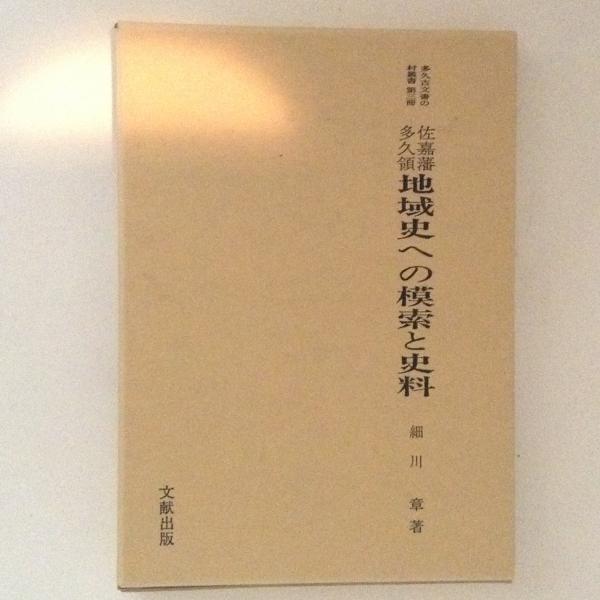 多久古文書の
村叢書 第三冊
佐嘉藩
多久領
地域史への模索と史料
細川 章 著
文献出版